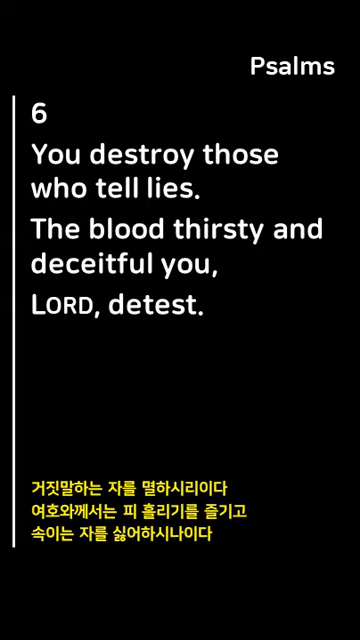 Psalms
6
You destroy those
who tell lies.
The blood thirsty and
deceitful you,
LORD, detest.
거짓말하는 자를 멸하시리이다
여호와께서는 피 흘리기를 즐기고
속이는 자를 싫어하시나이다